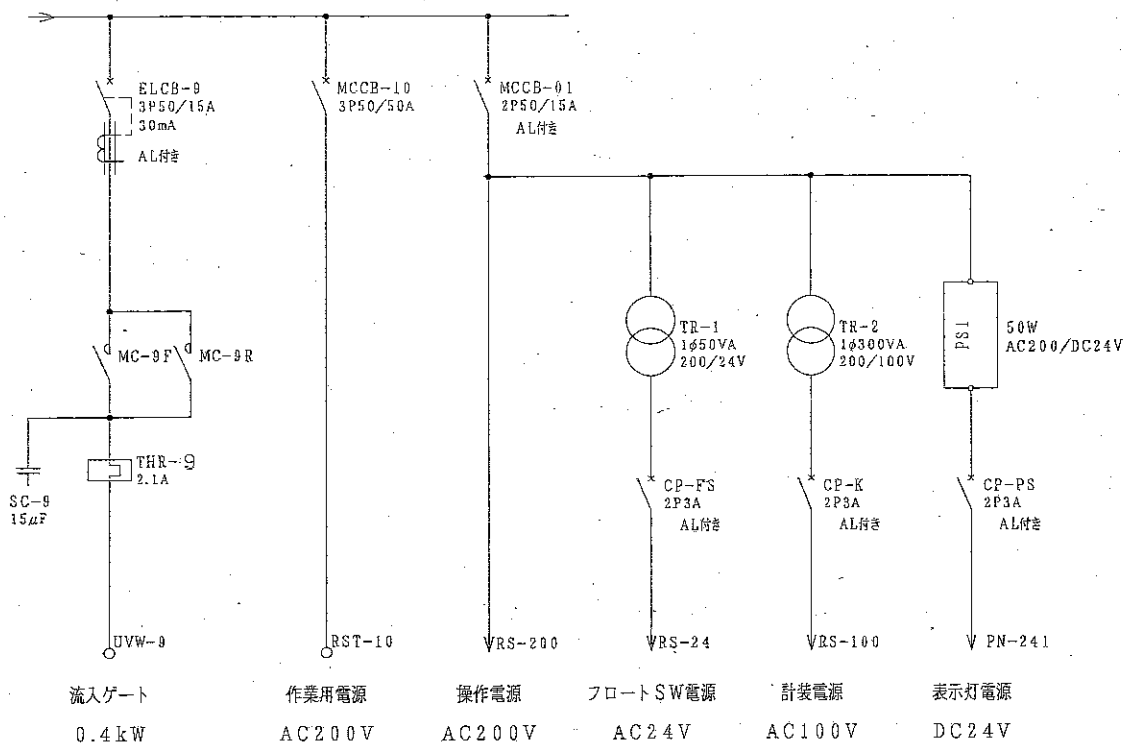 ELCB-9
3P50/15A
30mA
AL付き
MCCB-10
3P50/50A
MCCB-01
2P50/15A
AL付き
MC-9F
MC-9R
THR-9
2.1A
SC-9
15μF
TR-1
1φ50VA
200/24V
TR-2
1φ300VA
200/100V
PS1
50W
AC200/DC24V
CP-FS
2P3A
AL付き
CP-K
2P3A
AL付き
CP-PS
2P3A
AL付き
UVW-9
RST-10
RS-200
RS-24
RS-100
PN-241
流入ゲート
0.4kW
作業用電源
AC200V
操作電源
AC200V
フロートSW電源
AC24V
計装電源
AC100V
表示灯電源
DC24V